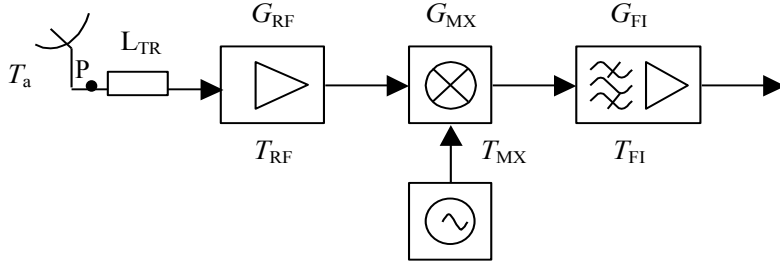 G_RF G_MX G_FI
L_TR
P
T_a
T_RF T_MX T_FI